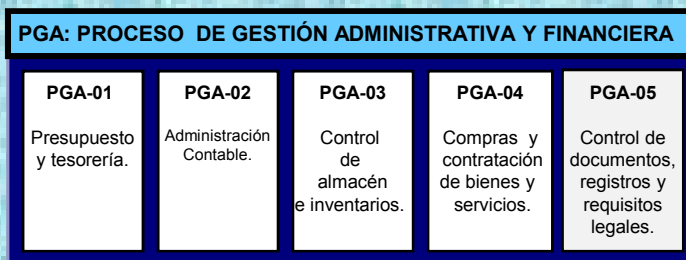 PGA: PROCESO DE GESTIÓN ADMINISTRATIVA Y FINANCIERA
PGA-01
Presupuesto
y tesorería.
PGA-02
Administración
Contable.
PGA-03
Control
de
almacén
e inventarios.
PGA-04
Compras y
contratación
de bienes y
servicios.
PGA-05
Control de
documentos,
registros y
requisitos
legales.